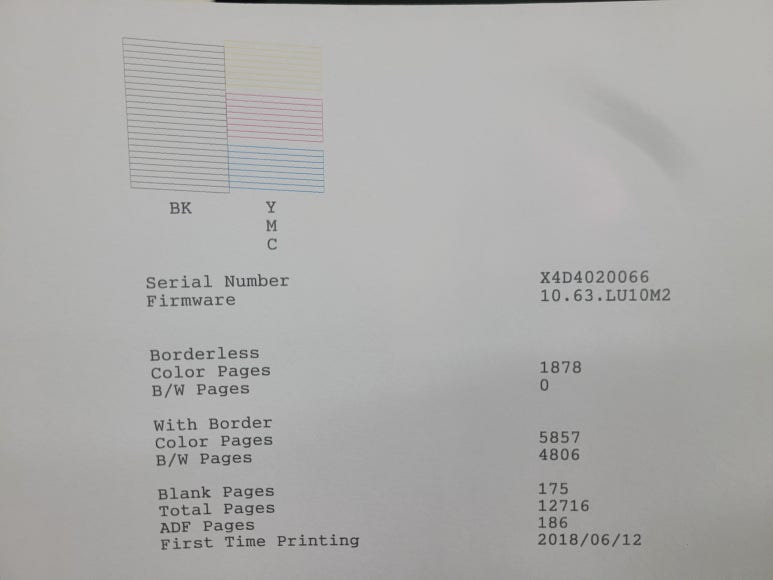 BK Y
M
C
Serial Number X4D4020066
Firmware 10.63.LU10M2
Borderless
Color Pages 1878
B/W Pages 0
With Border
Color Pages 5857
B/W Pages 4806
Blank Pages 175
Total Pages 12716
ADF Pages 186
First Time Printing 2018/06/12